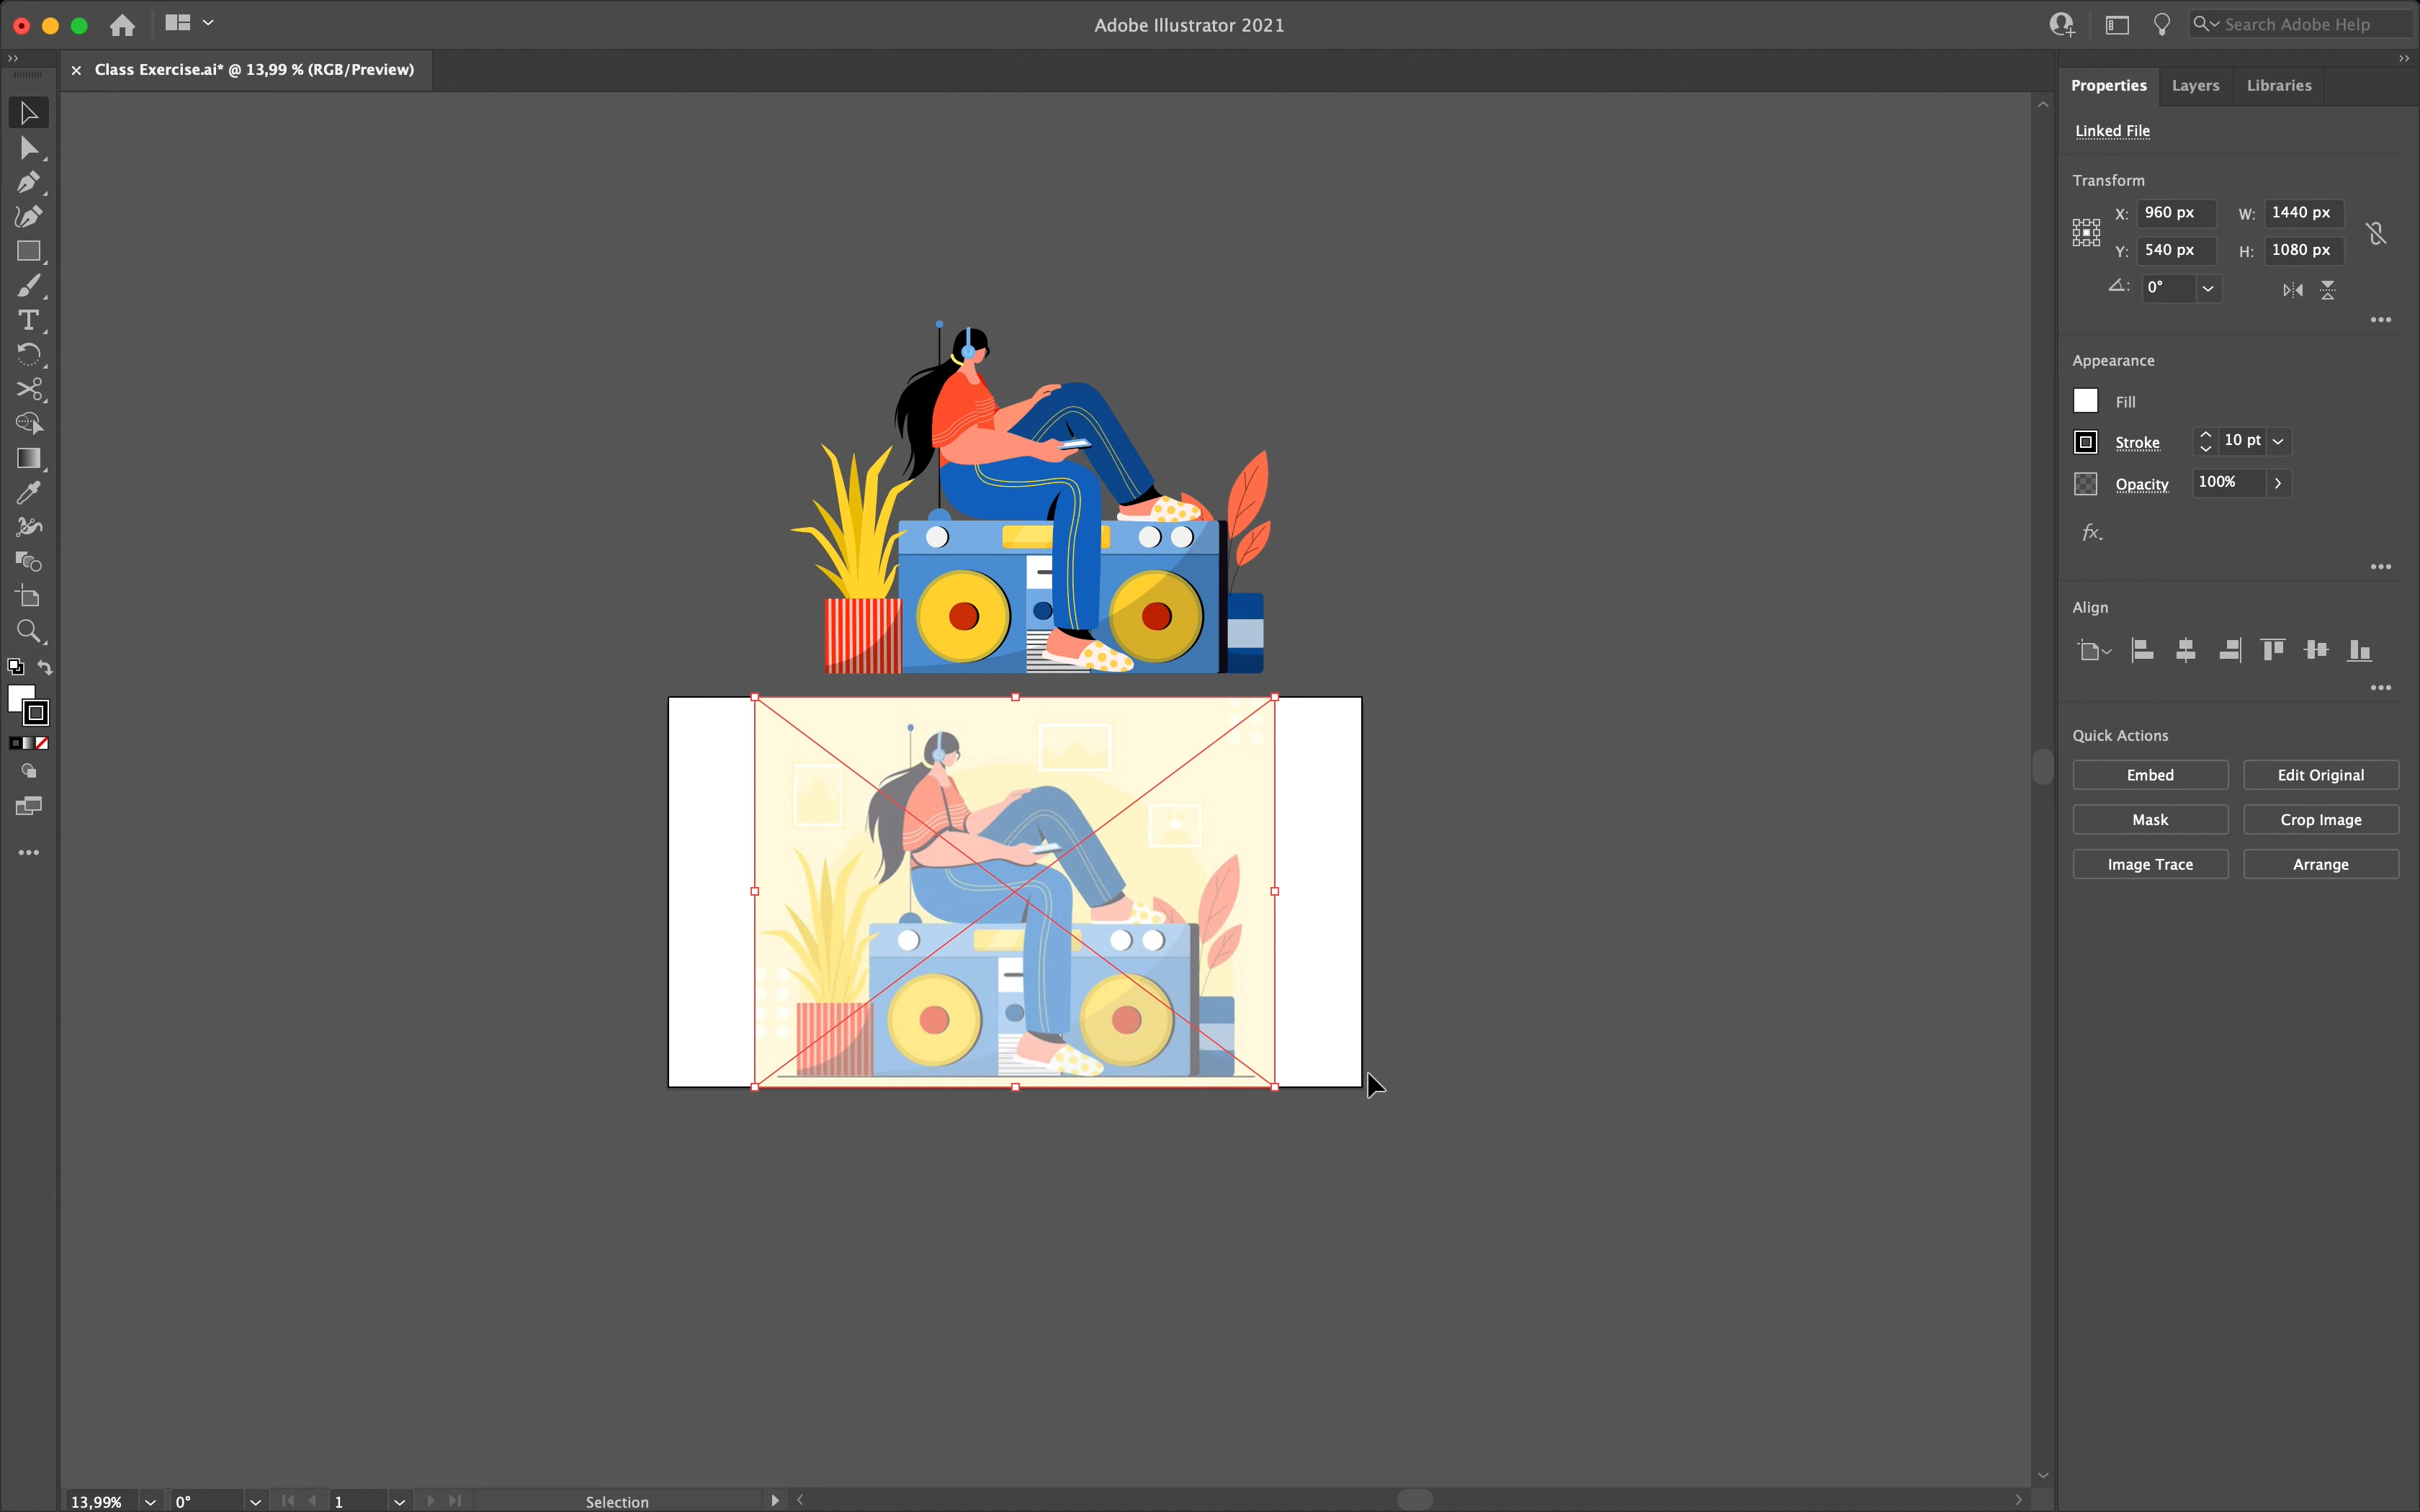 Adobe Illustrator 2021
Search Adobe Help
Class Exercise.ai* @ 13,99 % (RGB/Preview)
Properties Layers Libraries
Linked File
Transform
X: 960 px W: 1440 px
Y: 540 px H: 1080 px
0°
Appearance
Fill
Stroke 10 pt
Opacity 100%
fx
Align
Quick Actions
Embed Edit Original
Mask Crop Image
Image Trace Arrange
13,99% 0° 1 Selection